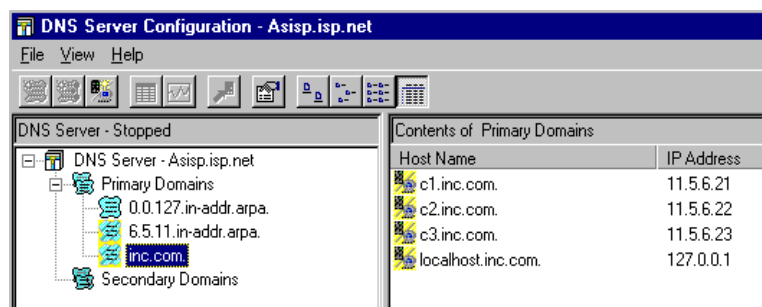 DNS Server Configuration - Asisp.isp.net
File View Help
DNS Server - Stopped
Contents of Primary Domains
DNS Server - Asisp.isp.net
Primary Domains
0.0.127.in-addr.arpa.
6.5.11.in-addr.arpa.
inc.com.
Secondary Domains
Host Name IP Address
c1.inc.com. 11.5.6.21
c2.inc.com. 11.5.6.22
c3.inc.com. 11.5.6.23
localhost.inc.com. 127.0.0.1